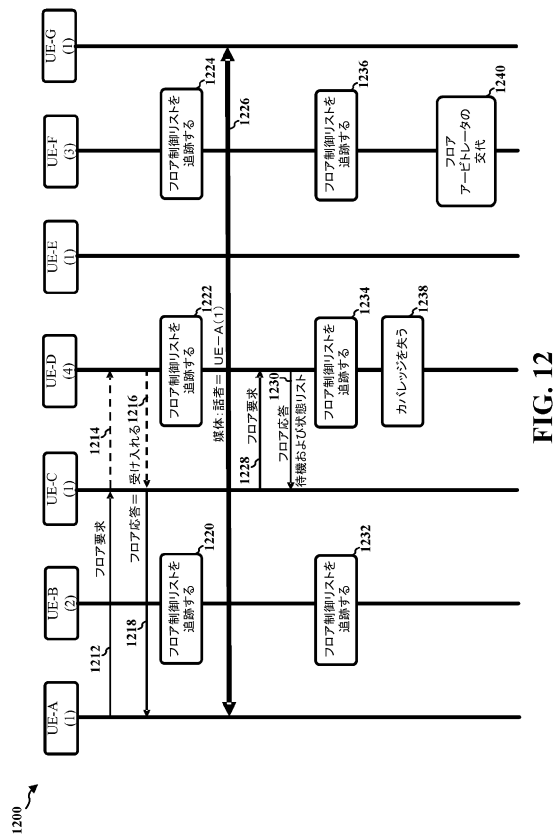 1200
UE-A
(1)
UE-B
(2)
UE-C
(1)
UE-D
(4)
UE-E
(1)
UE-F
(3)
UE-G
(1)
1212
フロア要求
1214
1218
フロア応答=
受け入れる
1216
フロア制御リストを
追跡する
1220
フロア制御リストを
追跡する
1222
フロア制御リストを
追跡する
1224
媒体:話者= UE-A(1)
1226
1228
フロア要求
フロア応答
1230
待機および状態リスト
フロア制御リストを
追跡する
1232
フロア制御リストを
追跡する
1234
フロア制御リストを
追跡する
1236
カバレッジを失う
1238
フロア
アービトレータの
交代
1240
FIG. 12